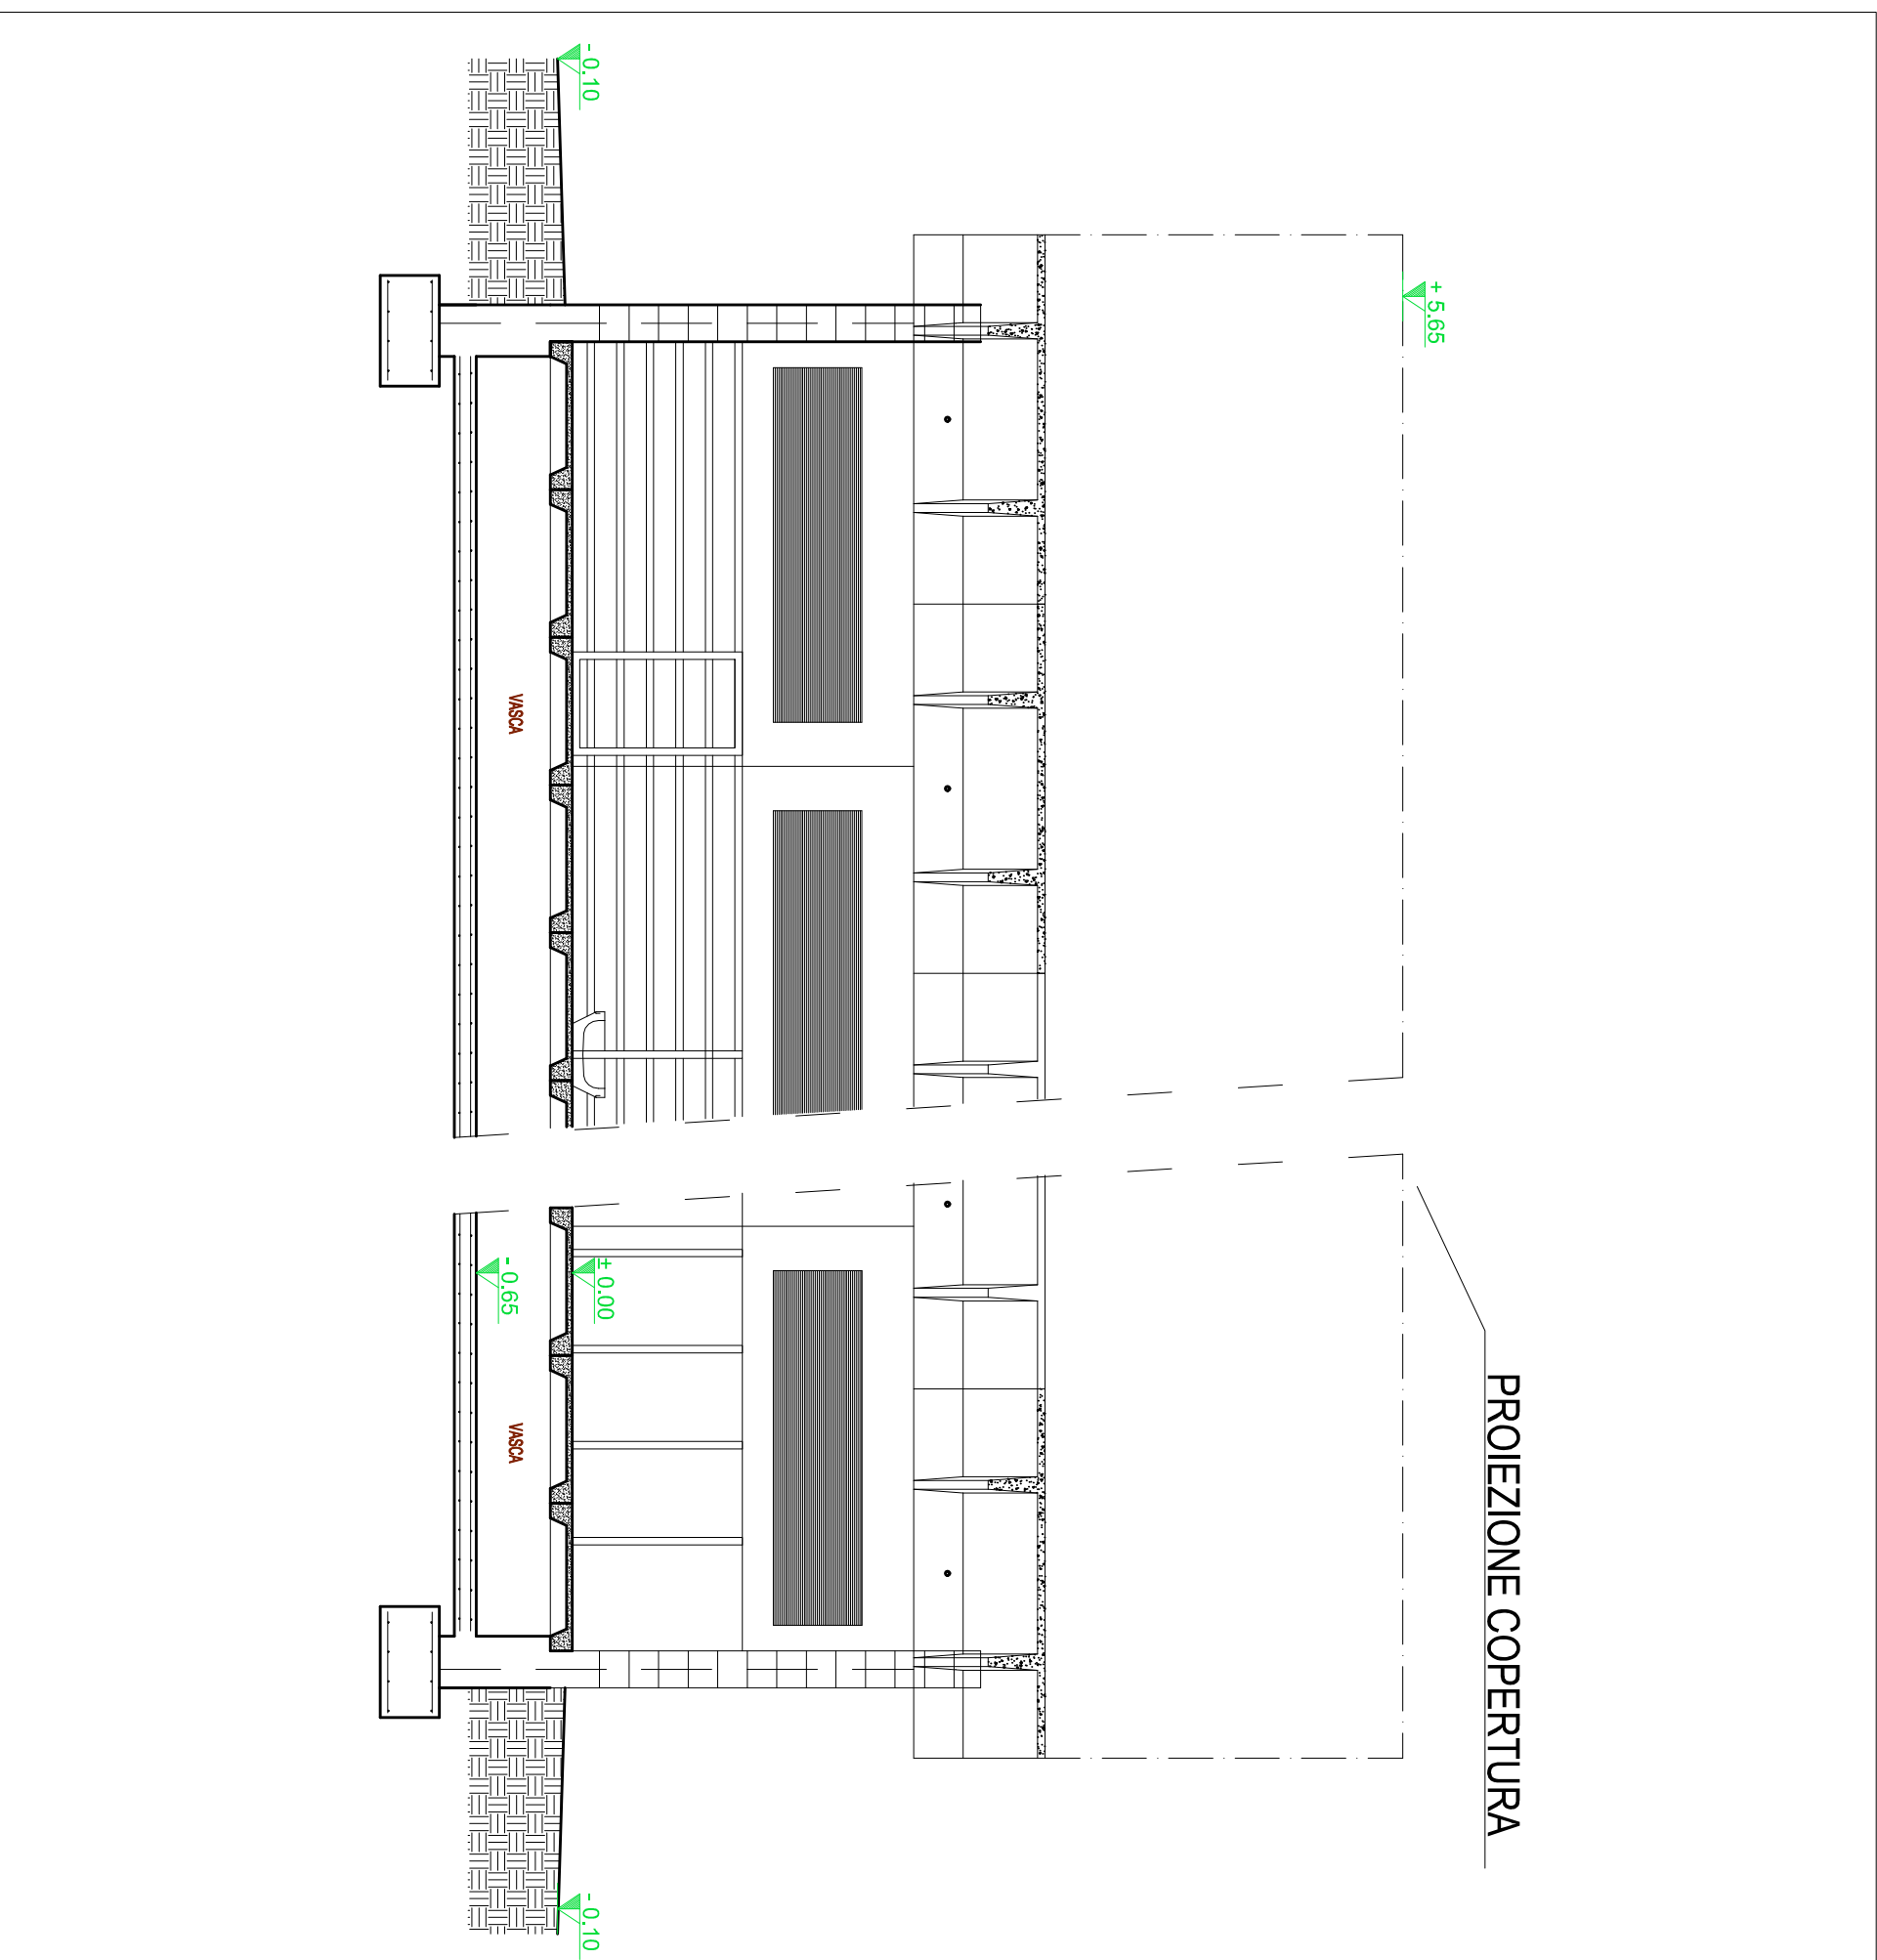 PROIEZIONE COPERTURA
+ 5.65
- 0.10
± 0.00
- 0.65
- 0.10
VASCA
VASCA